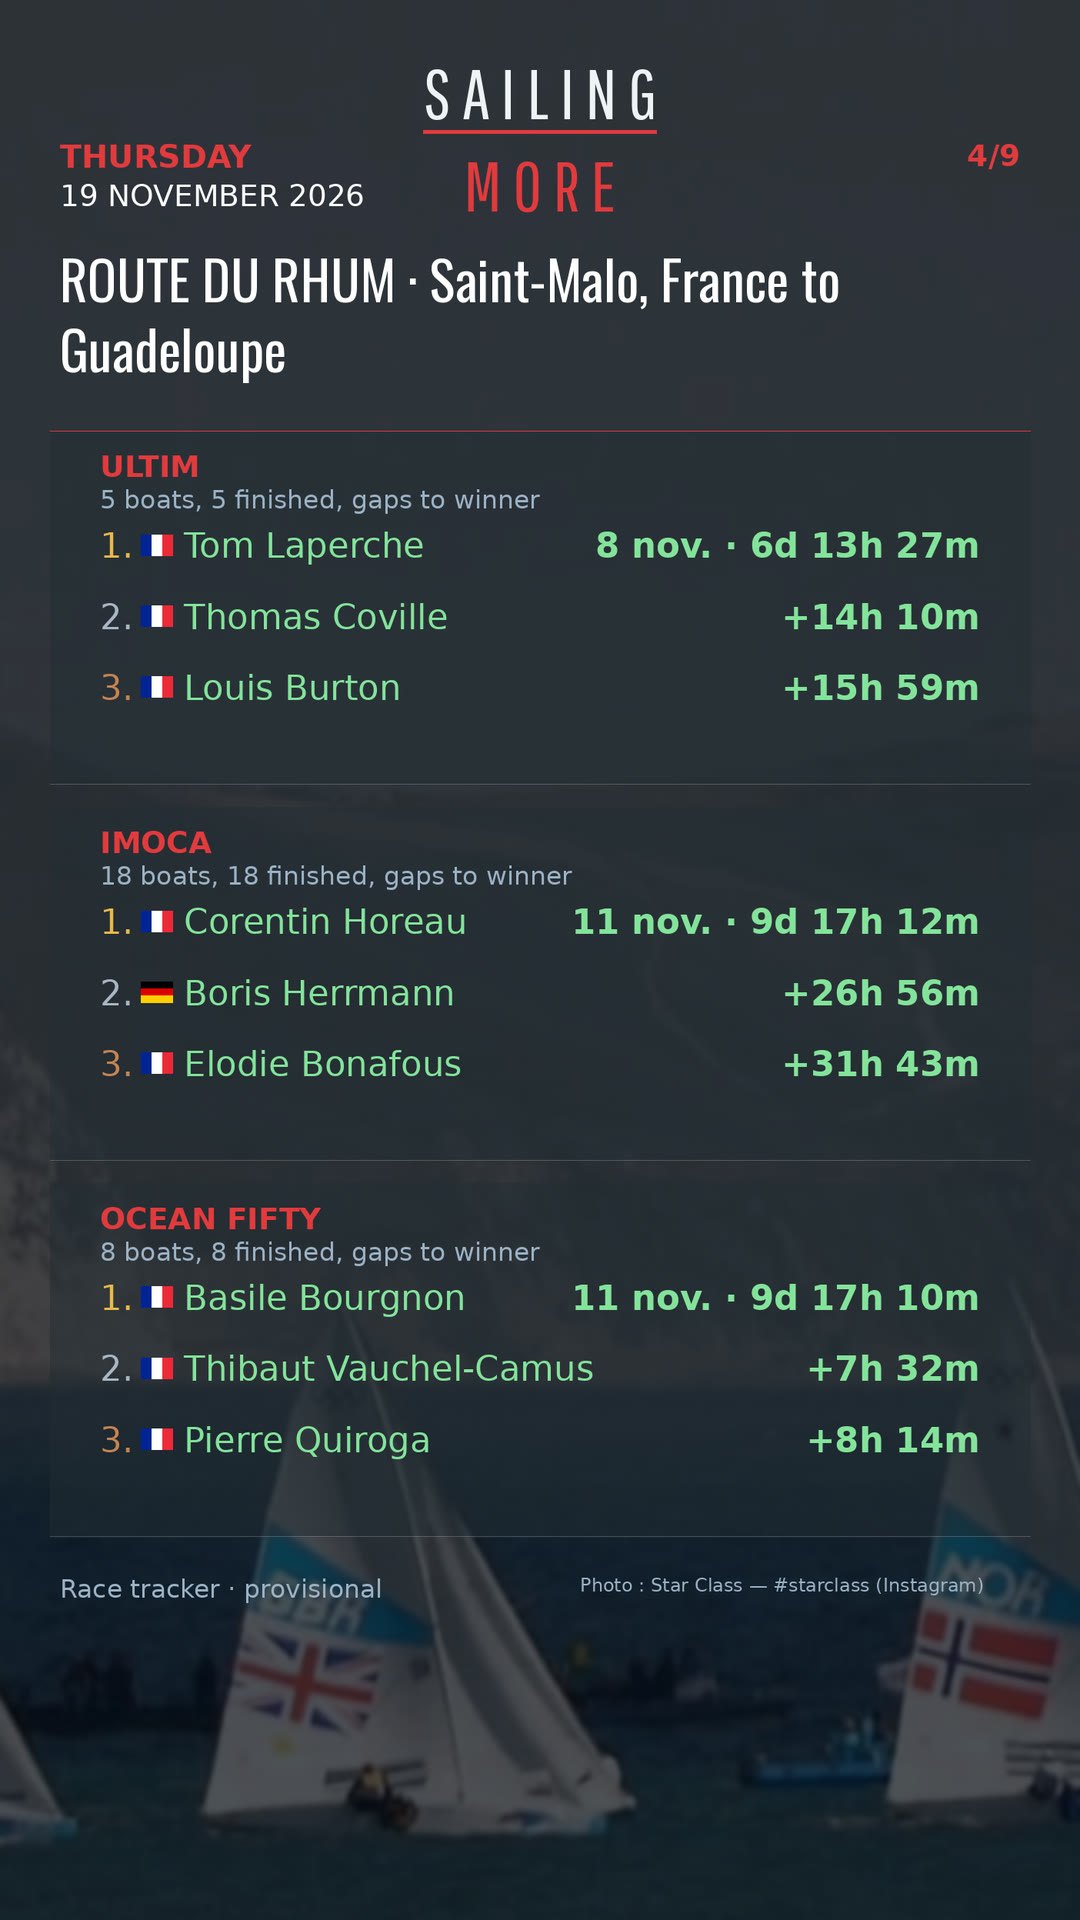 SAILING
MORE
THURSDAY
19 NOVEMBER 2026
4/9
ROUTE DU RHUM · Saint-Malo, France to
Guadeloupe
ULTIM
5 boats, 5 finished, gaps to winner
1. Tom Laperche 8 nov. · 6d 13h 27m
2. Thomas Coville +14h 10m
3. Louis Burton +15h 59m
IMOCA
18 boats, 18 finished, gaps to winner
1. Corentin Horeau 11 nov. · 9d 17h 12m
2. Boris Herrmann +26h 56m
3. Elodie Bonafous +31h 43m
OCEAN FIFTY
8 boats, 8 finished, gaps to winner
1. Basile Bourgnon 11 nov. · 9d 17h 10m
2. Thibaut Vauchel-Camus +7h 32m
3. Pierre Quiroga +8h 14m
Race tracker · provisional
Photo : Star Class — #starclass (Instagram)
GBR
NOR